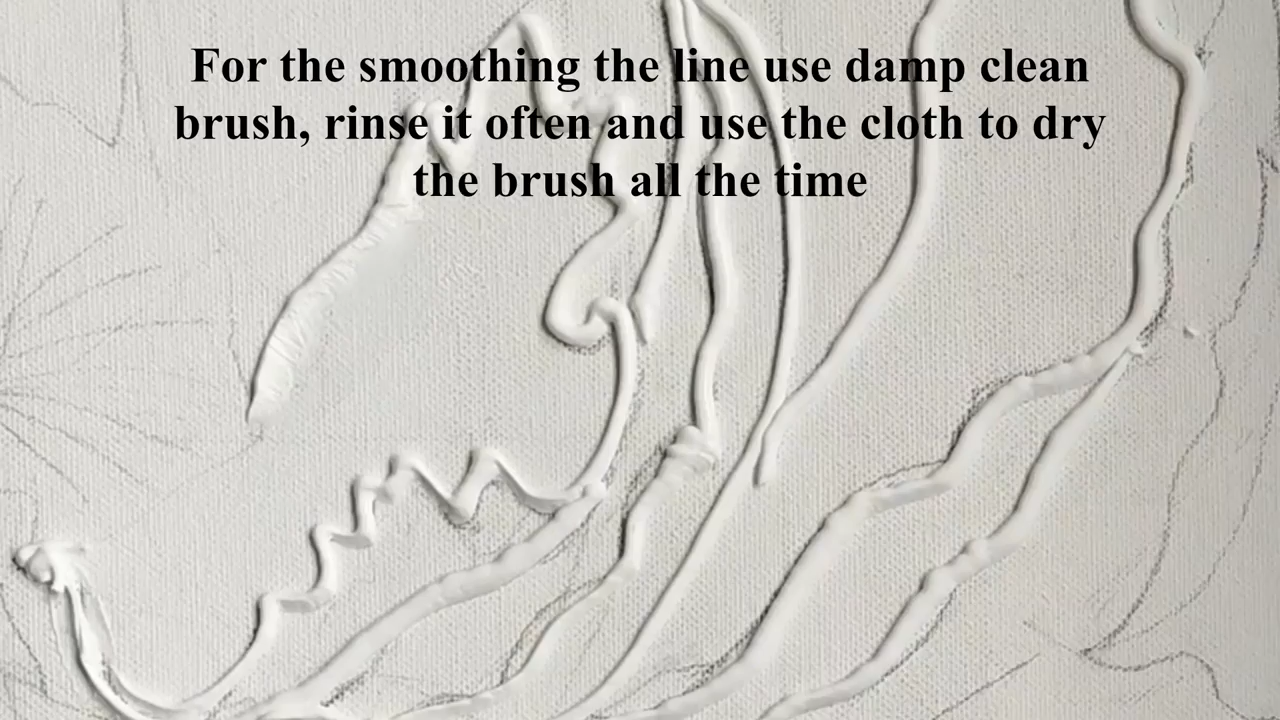 For the smoothing the line use damp clean
brush, rinse it often and use the cloth to dry
the brush all the time